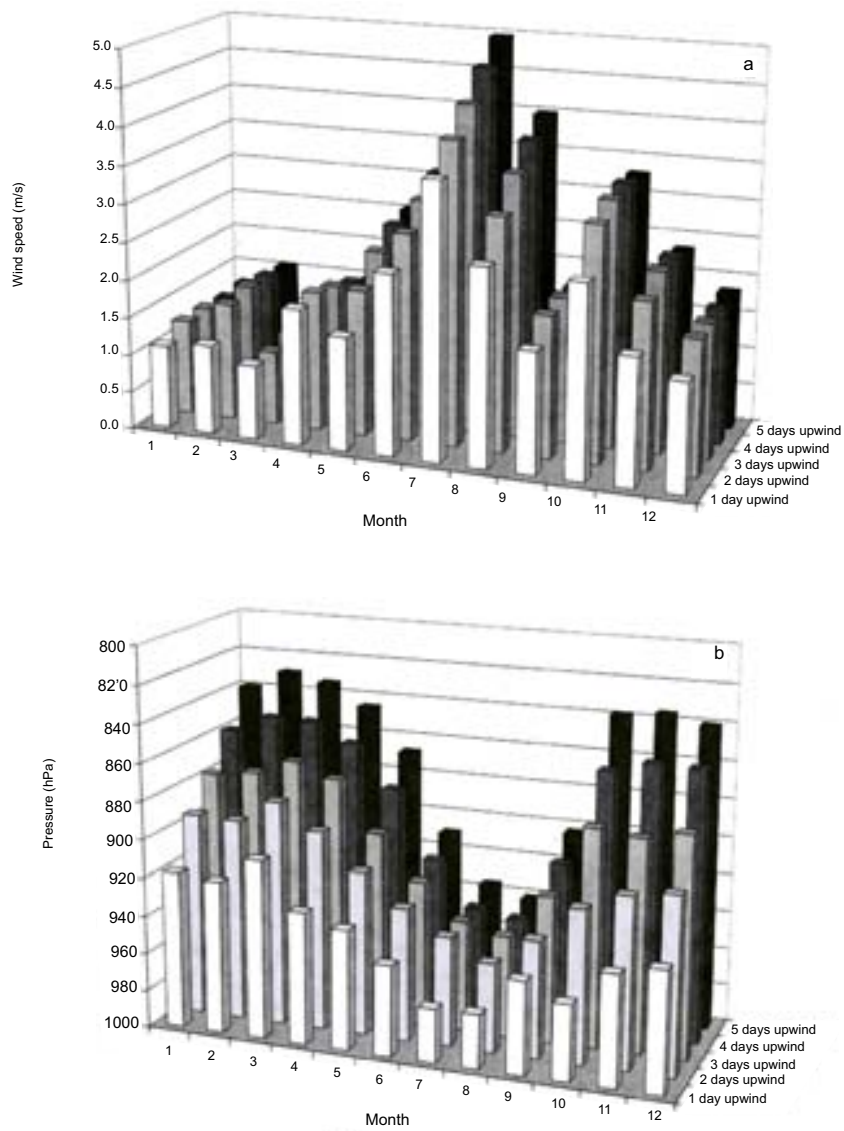 a
5.0
4.5
4.0
3.5
3.0
2.5
2.0
1.5
1.0
0.5
0.0
Wind speed (m/s)
1 2 3 4 5 6 7 8 9 10 11 12
Month
5 days upwind
4 days upwind
3 days upwind
2 days upwind
1 day upwind
b
800
82'0
840
860
880
900
920
940
960
980
1000
Pressure (hPa)
1 2 3 4 5 6 7 8 9 10 11 12
Month
5 days upwind
4 days upwind
3 days upwind
2 days upwind
1 day upwind